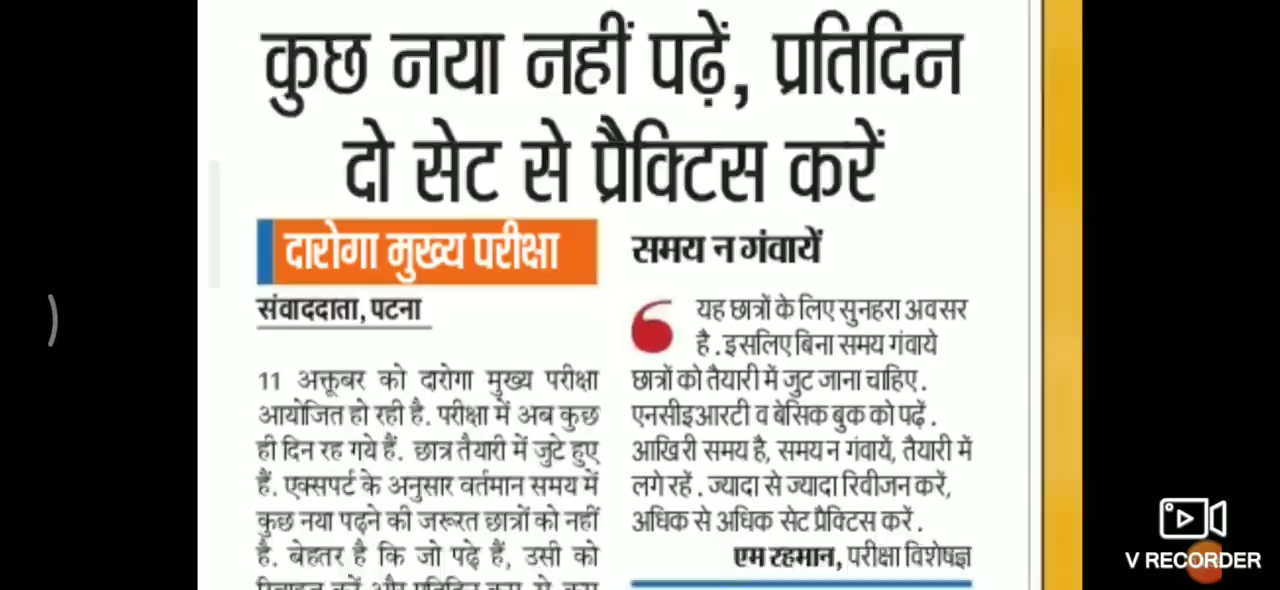 कुछ नया नहीं पढ़ें, प्रतिदिन
दो सेट से प्रैक्टिस करें
दारोगा मुख्य परीक्षा
संवाददाता, पटना
11 अक्तूबर को दारोगा मुख्य परीक्षा
आयोजित हो रही है. परीक्षा में अब कुछ
ही दिन रह गये हैं. छात्र तैयारी में जुटे हुए
हैं. एक्सपर्ट के अनुसार वर्तमान समय में
कुछ नया पढ़ने की जरूरत छात्रों को नहीं
है. बेहतर है कि जो पढ़े हैं, उसी को
समय न गंवायें
यह छात्रों के लिए सुनहरा अवसर
है. इसलिए बिना समय गंवाये
छात्रों को तैयारी में जुट जाना चाहिए.
एनसीइआरटी व बेसिक बुक को पढ़ें.
आखिरी समय है, समय न गंवायें, तैयारी में
लगे रहें. ज्यादा से ज्यादा रिवीजन करें,
अधिक से अधिक सेट प्रैक्टिस करें.
एम रहमान, परीक्षा विशेषज्ञ
V RECORDER